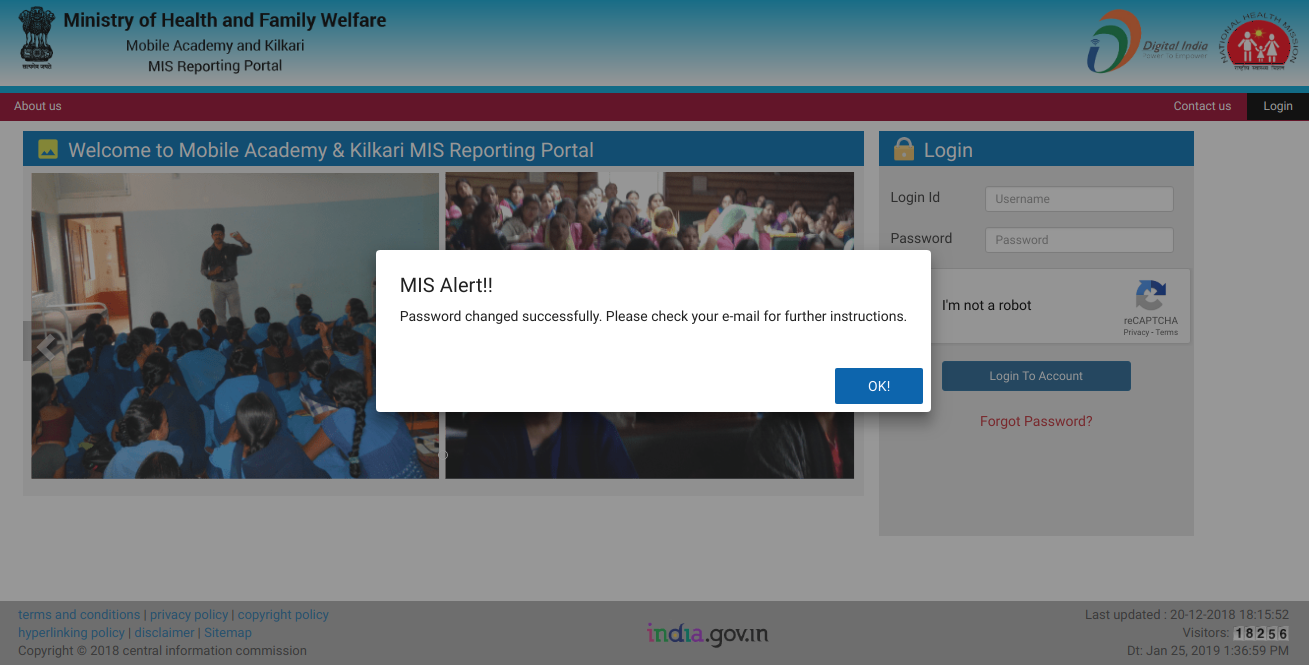 Ministry of Health and Family Welfare
Mobile Academy and Kilkari
MIS Reporting Portal
सत्यमेव जयते
Digital India
Power To Empower
NATIONAL HEALTH MISSION
राष्ट्रीय स्वास्थ्य मिशन
About us
Contact us
Login
Welcome to Mobile Academy & Kilkari MIS Reporting Portal
Login
Login Id
Username
Password
Password
MIS Alert!!
Password changed successfully. Please check your e-mail for further instructions.
OK!
I'm not a robot
reCAPTCHA
Privacy - Terms
Login To Account
Forgot Password?
terms and conditions | privacy policy | copyright policy
hyperlinking policy | disclaimer | Sitemap
Copyright © 2018 central information commission
india.gov.in
Last updated : 20-12-2018 18:15:52
Visitors: 18256
Dt: Jan 25, 2019 1:36:59 PM